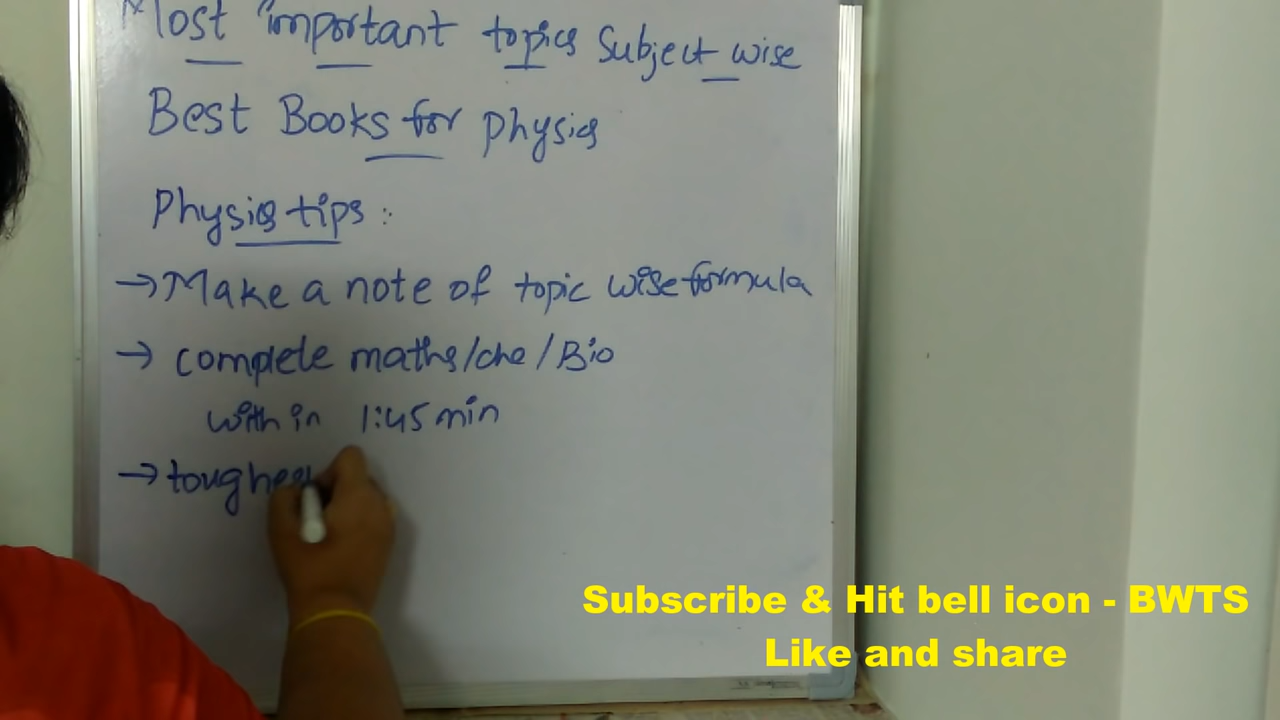 Most important topics Subject wise
Best Books for physics
Physics tips :
→ Make a note of topic wise formula
→ complete maths/che/Bio
with in 1:45 min
→ toughest
Subscribe & Hit bell icon - BWTS
Like and share